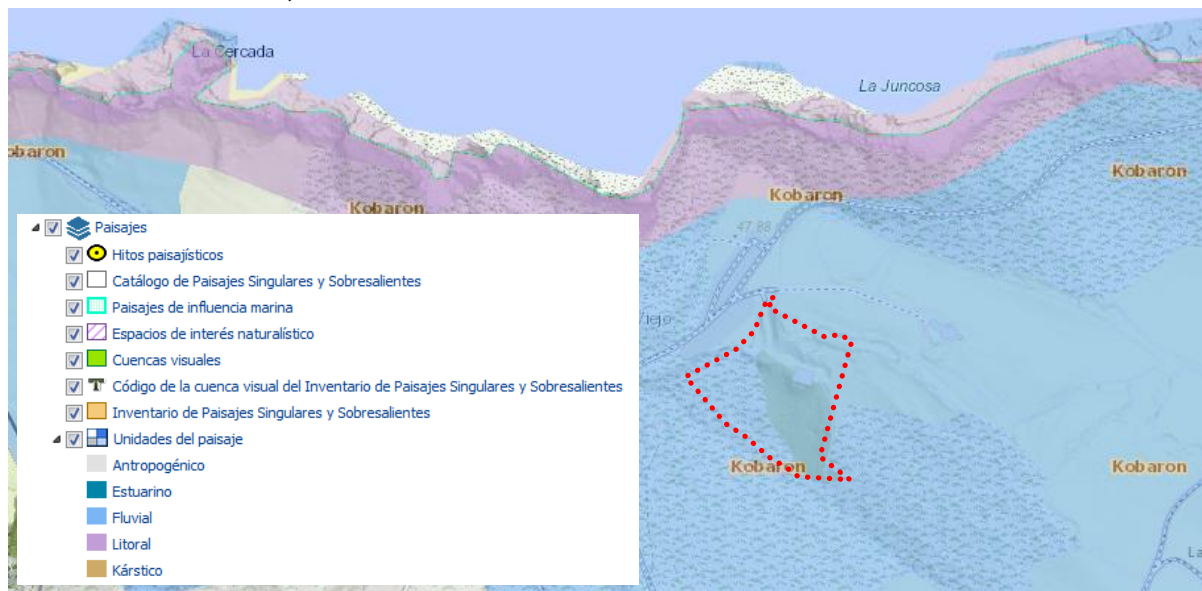 La Cercada
La Juncosa
obaron
Kobaron
Kobaron
Kobaron
47 88
Viejo
Kobaron
Kobaron
La
Paisajes
Hitos paisajísticos
Catálogo de Paisajes Singulares y Sobresalientes
Paisajes de influencia marina
Espacios de interés naturalístico
Cuencas visuales
T Código de la cuenca visual del Inventario de Paisajes Singulares y Sobresalientes
Inventario de Paisajes Singulares y Sobresalientes
Unidades del paisaje
Antropogénico
Estuarino
Fluvial
Litoral
Kárstico